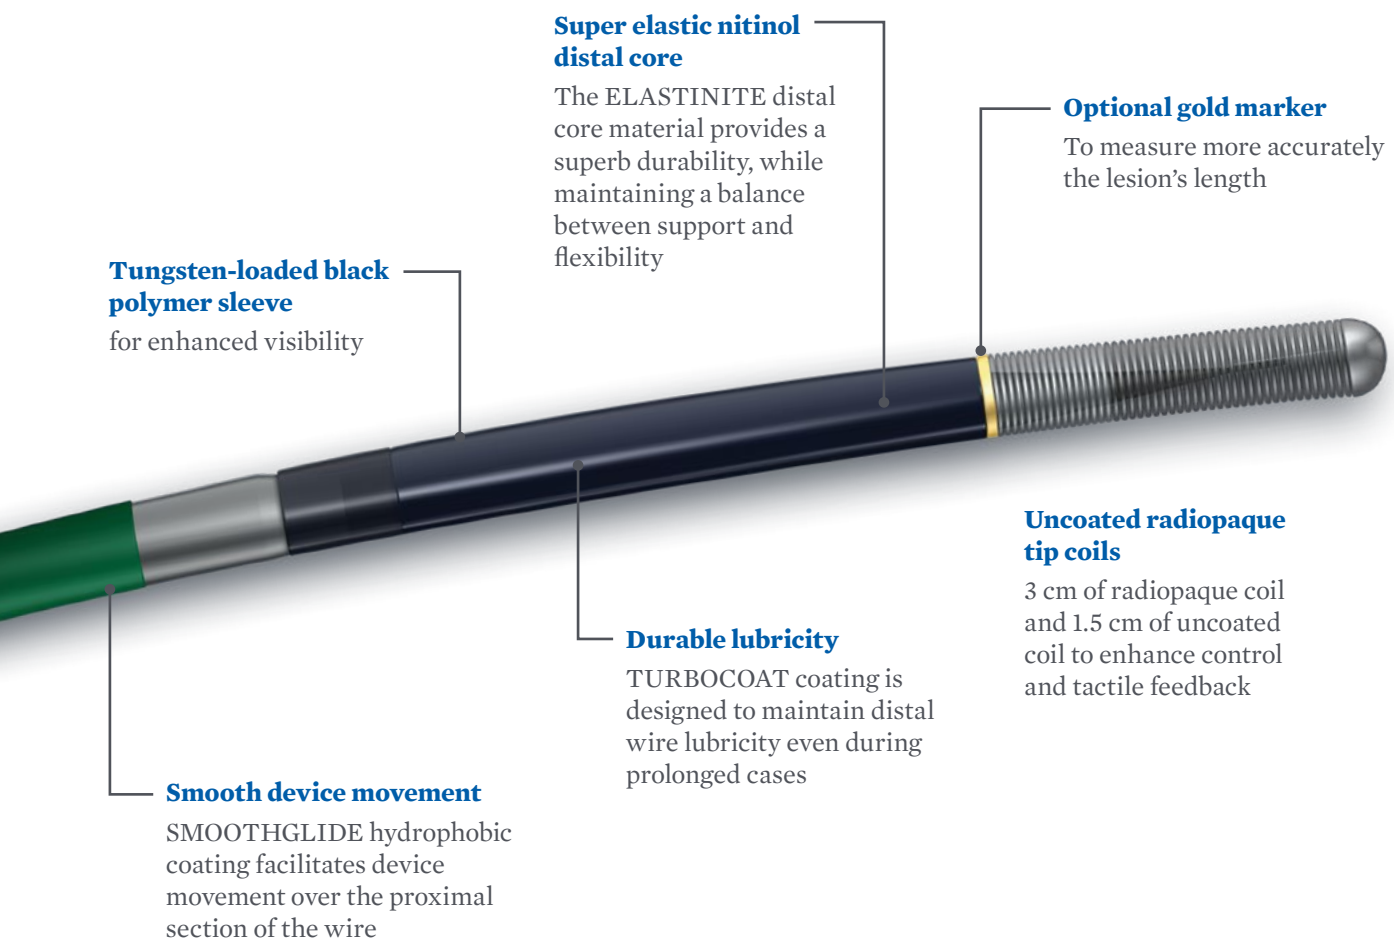 Super elastic nitinol
distal core
The ELASTINITE distal
core material provides a
superb durability, while
maintaining a balance
between support and
flexibility
Optional gold marker
To measure more accurately
the lesion’s length
Tungsten-loaded black
polymer sleeve
for enhanced visibility
Uncoated radiopaque
tip coils
3 cm of radiopaque coil
and 1.5 cm of uncoated
coil to enhance control
and tactile feedback
Durable lubricity
TURBOCOAT coating is
designed to maintain distal
wire lubricity even during
prolonged cases
Smooth device movement
SMOOTHGLIDE hydrophobic
coating facilitates device
movement over the proximal
section of the wire